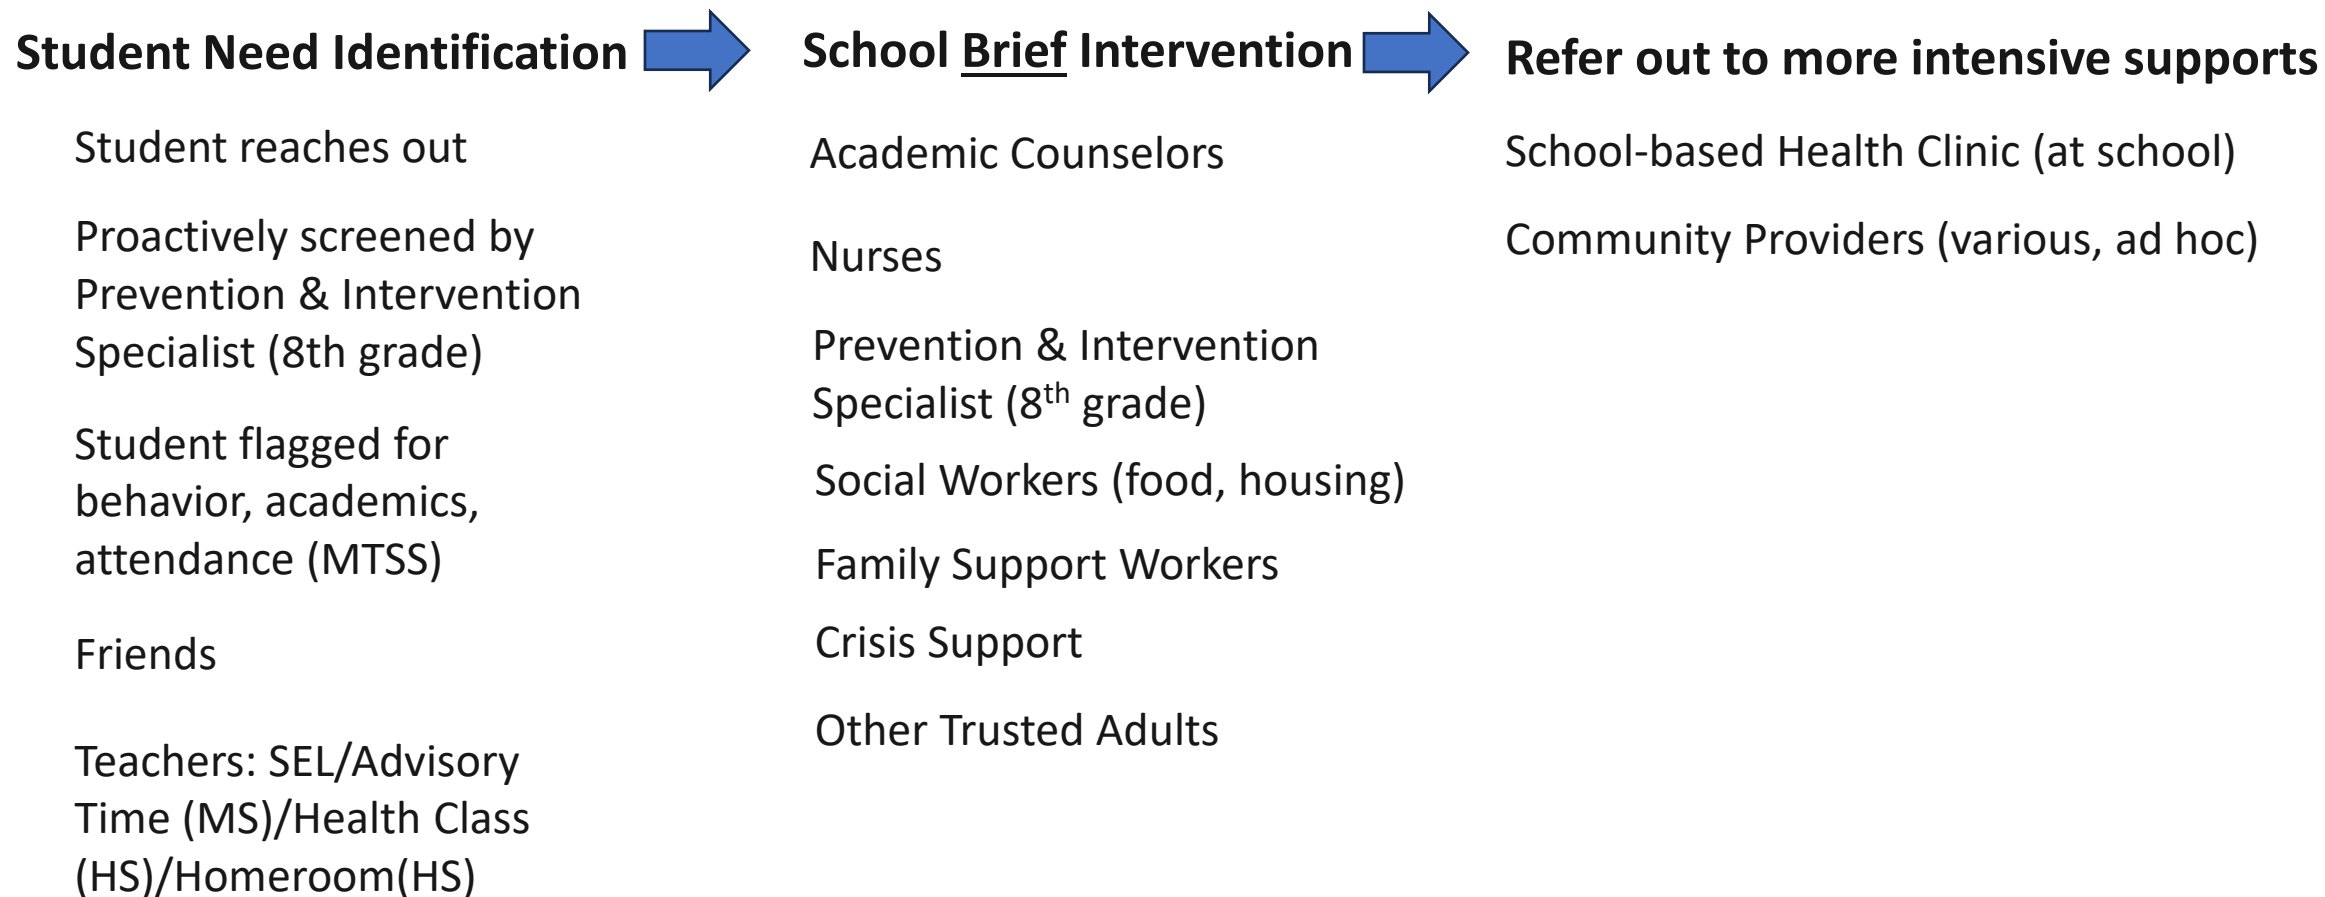 Student Need Identification
Student reaches out
Proactively screened by
Prevention & Intervention
Specialist (8th grade)
Student flagged for
behavior, academics,
attendance (MTSS)
Friends
Teachers: SEL/Advisory
Time (MS)/Health Class
(HS)/Homeroom(HS)
School Brief Intervention
Academic Counselors
Nurses
Prevention & Intervention
Specialist (8th grade)
Social Workers (food, housing)
Family Support Workers
Crisis Support
Other Trusted Adults
Refer out to more intensive supports
School-based Health Clinic (at school)
Community Providers (various, ad hoc)